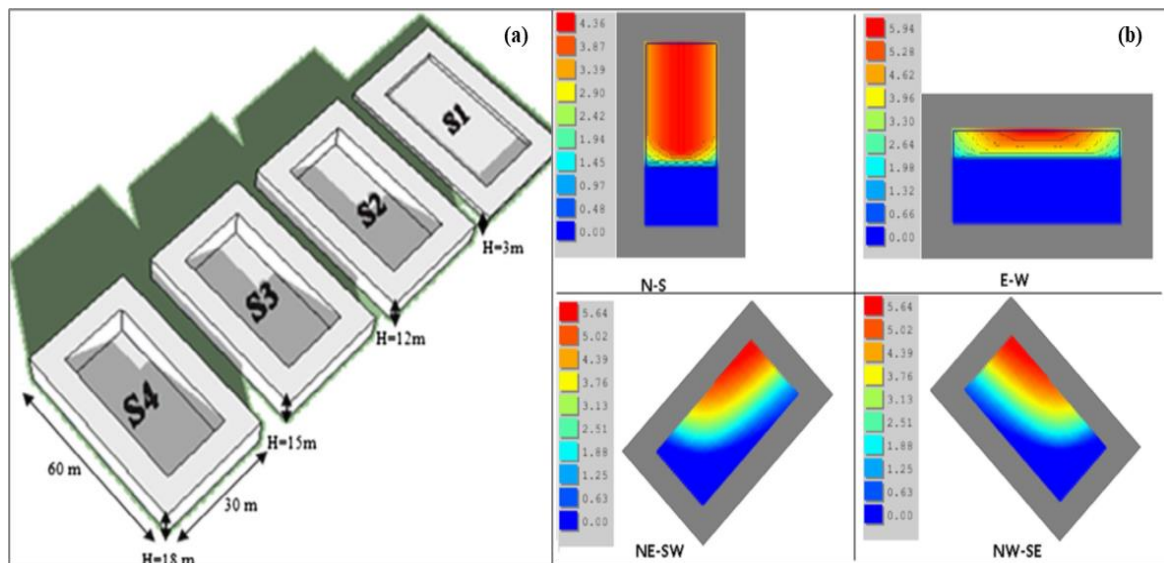 (a)
S1
S2
S3
S4
H=3m
H=12m
H=15m
H=18 m
60 m
30 m
(b)
4.36
3.87
3.39
2.90
2.42
1.94
1.45
0.97
0.48
0.00
N-S
5.94
5.28
4.62
3.96
3.30
2.64
1.98
1.32
0.66
0.00
E-W
5.64
5.02
4.39
3.76
3.13
2.51
1.88
1.25
0.63
0.00
NE-SW
5.64
5.02
4.39
3.76
3.13
2.51
1.88
1.25
0.63
0.00
NW-SE